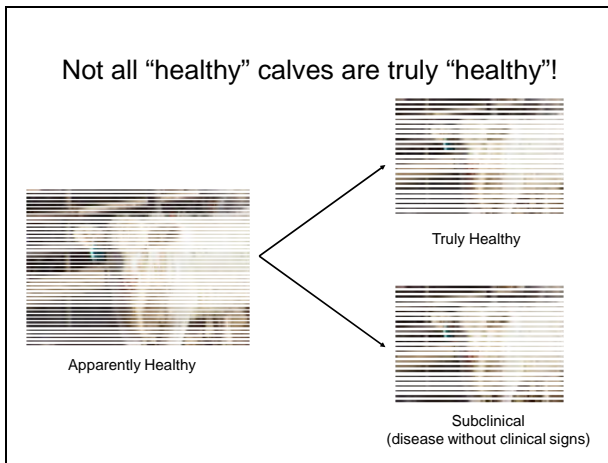 Not all “healthy” calves are truly “healthy”!
Truly Healthy
Apparently Healthy
Subclinical
(disease without clinical signs)